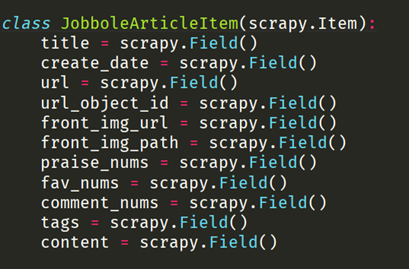 class JobboleArticleItem(scrapy.Item):
    title = scrapy.Field()
    create_date = scrapy.Field()
    url = scrapy.Field()
    url_object_id = scrapy.Field()
    front_img_url = scrapy.Field()
    front_img_path = scrapy.Field()
    praise_nums = scrapy.Field()
    fav_nums = scrapy.Field()
    comment_nums = scrapy.Field()
    tags = scrapy.Field()
    content = scrapy.Field()